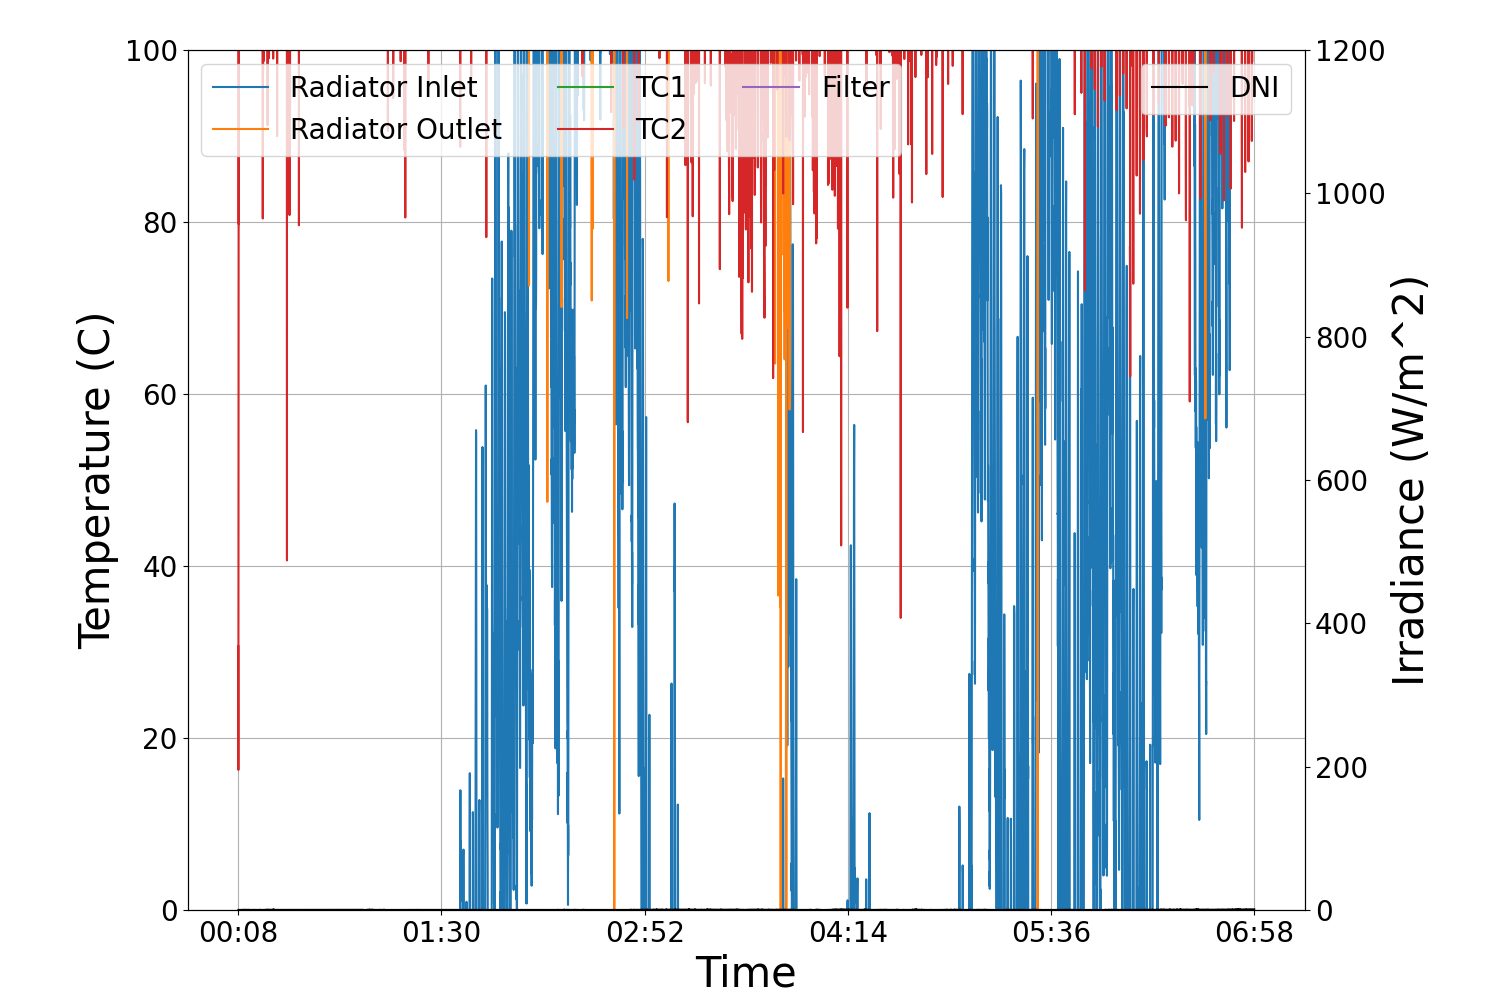 100
80
60
40
20
0
Temperature (C)
Radiator Inlet
Radiator Outlet
TC1
TC2
Filter
DNI
1200
1000
800
600
400
200
0
Irradiance (W/m^2)
00:08 01:30 02:52 04:14 05:36 06:58
Time